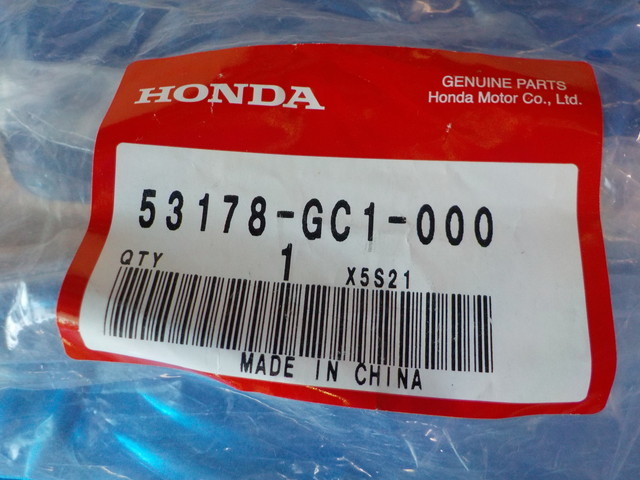 HONDA
GENUINE PARTS
Honda Motor Co., Ltd.
53178-GC1-000
QTY 1 X5S21
MADE IN CHINA